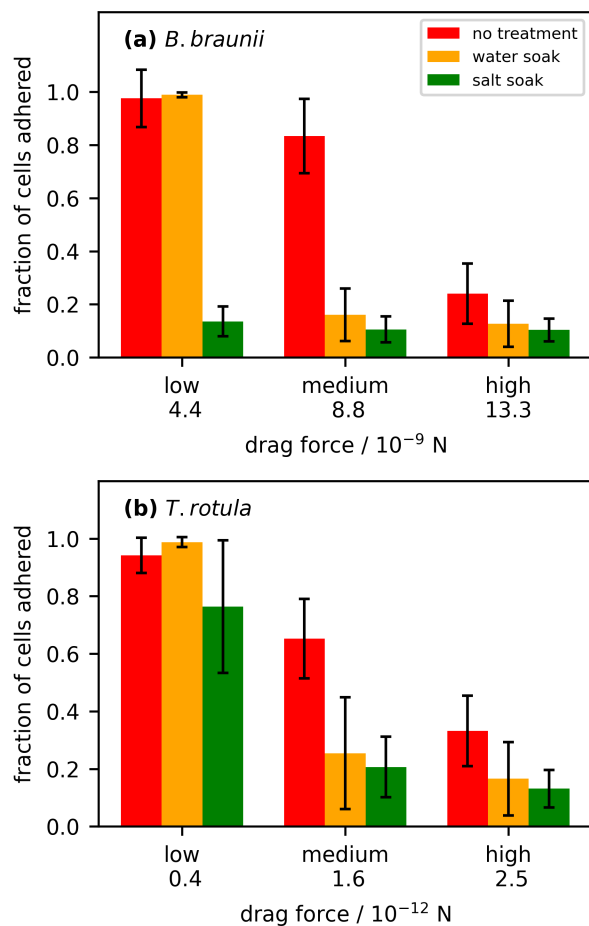 (a) B. braunii
no treatment
water soak
salt soak
fraction of cells adhered
1.0
0.8
0.6
0.4
0.2
0.0
low medium high
4.4 8.8 13.3
drag force / 10⁻⁹ N
(b) T. rotula
fraction of cells adhered
1.0
0.8
0.6
0.4
0.2
0.0
low medium high
0.4 1.6 2.5
drag force / 10⁻¹² N